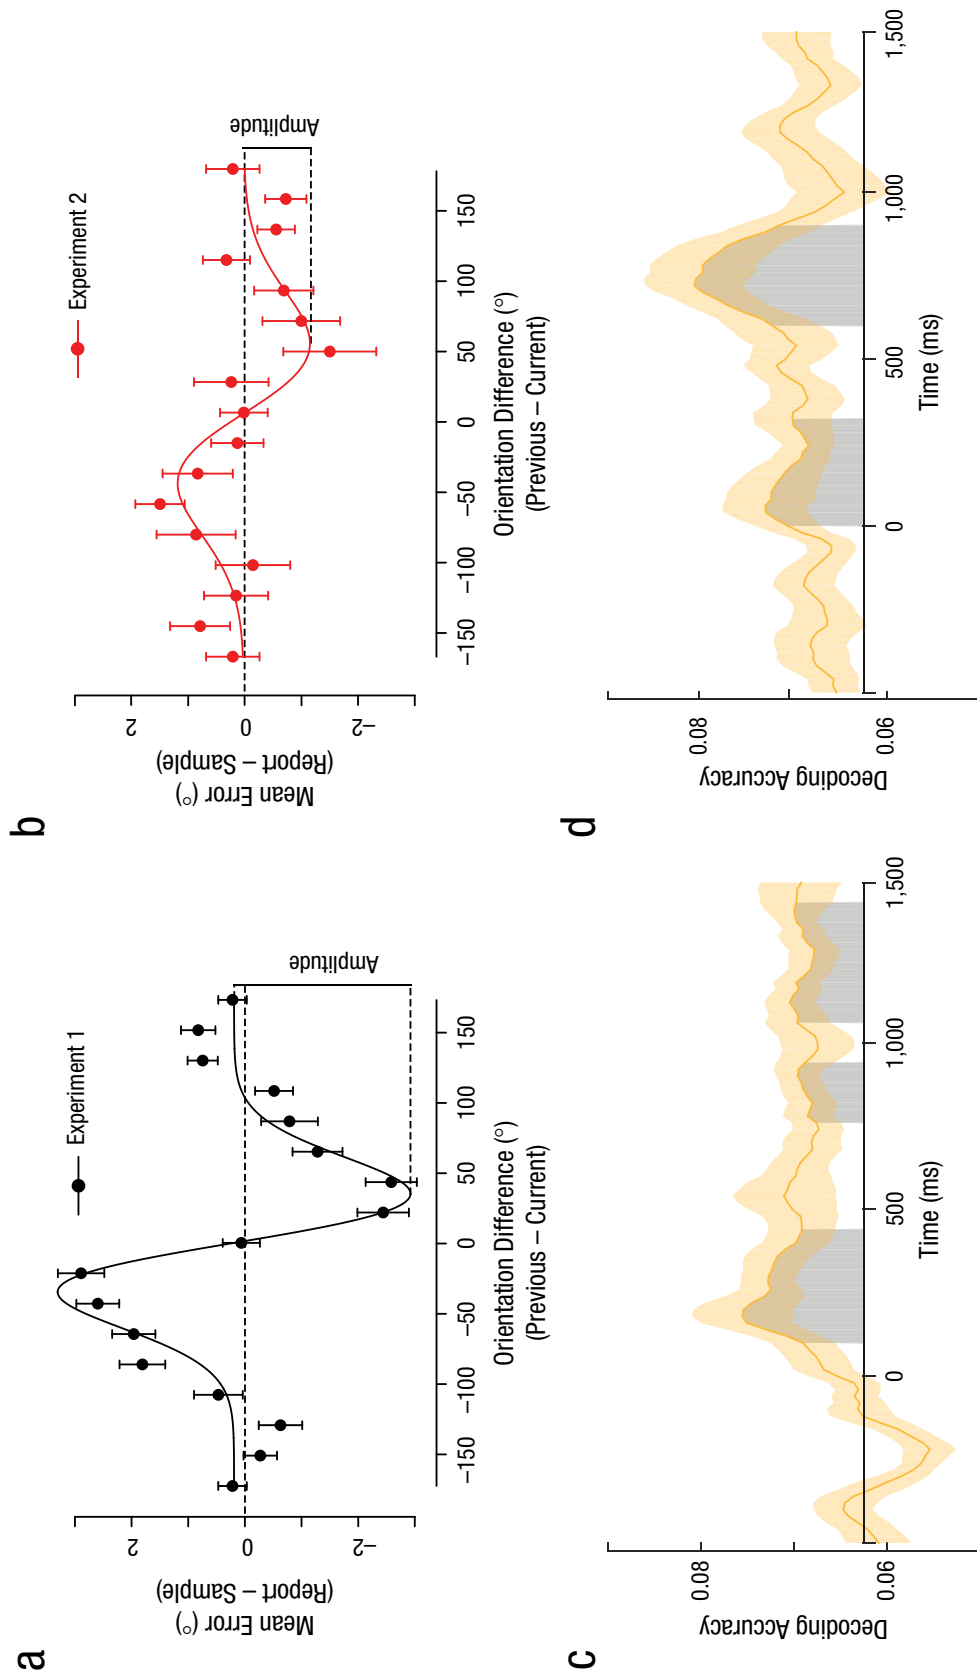 a
Experiment 1
Mean Error (°)
(Report – Sample)
2
0
–2
Amplitude
–150
–100
–50
0
50
100
150
Orientation Difference (°)
(Previous – Current)
b
Experiment 2
Mean Error (°)
(Report – Sample)
2
0
–2
Amplitude
–150
–100
–50
0
50
100
150
Orientation Difference (°)
(Previous – Current)
c
Decoding Accuracy
0.08
0.06
0
500
1,000
1,500
Time (ms)
d
Decoding Accuracy
0.08
0.06
0
500
1,000
1,500
Time (ms)